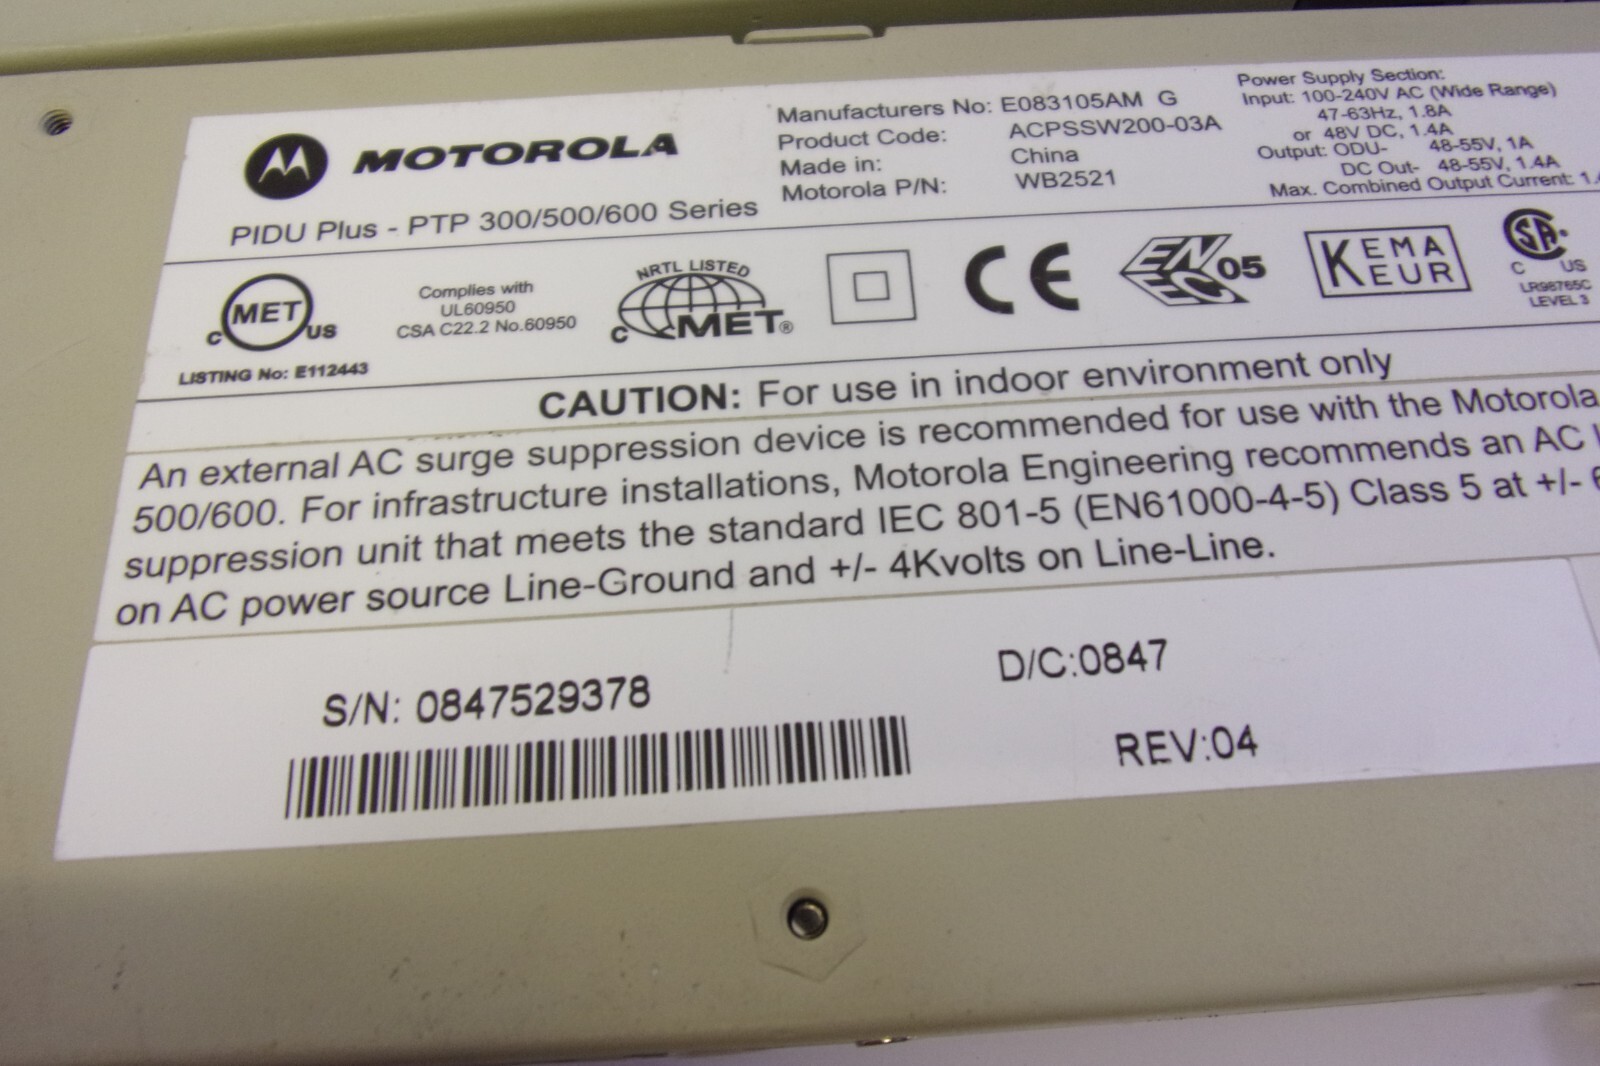 MOTOROLA
PIDU Plus - PTP 300/500/600 Series
Manufacturers No: E083105AM G
Product Code: ACPSSW200-03A
Made in: China
Motorola P/N: WB2521
Power Supply Section:
Input: 100-240V AC (Wide Range)
47-63Hz, 1.8A
or 48V DC, 1.4A
Output: ODU- 48-55V, 1A
DC Out- 48-55V, 1.4A
Max. Combined Output Current:
C MET US
LISTING No: E112443
Complies with
UL60950
CSA C22.2 No.60950
NRTL LISTED
C MET®
CE
ENEC 05
KEMA
KEUR
SA
C US
LR98765C
LEVEL 3
CAUTION: For use in indoor environment only
An external AC surge suppression device is recommended for use with the Motorola
500/600. For infrastructure installations, Motorola Engineering recommends an AC
suppression unit that meets the standard IEC 801-5 (EN61000-4-5) Class 5 at +/-
on AC power source Line-Ground and +/- 4Kvolts on Line-Line.
S/N: 0847529378
D/C:0847
REV:04